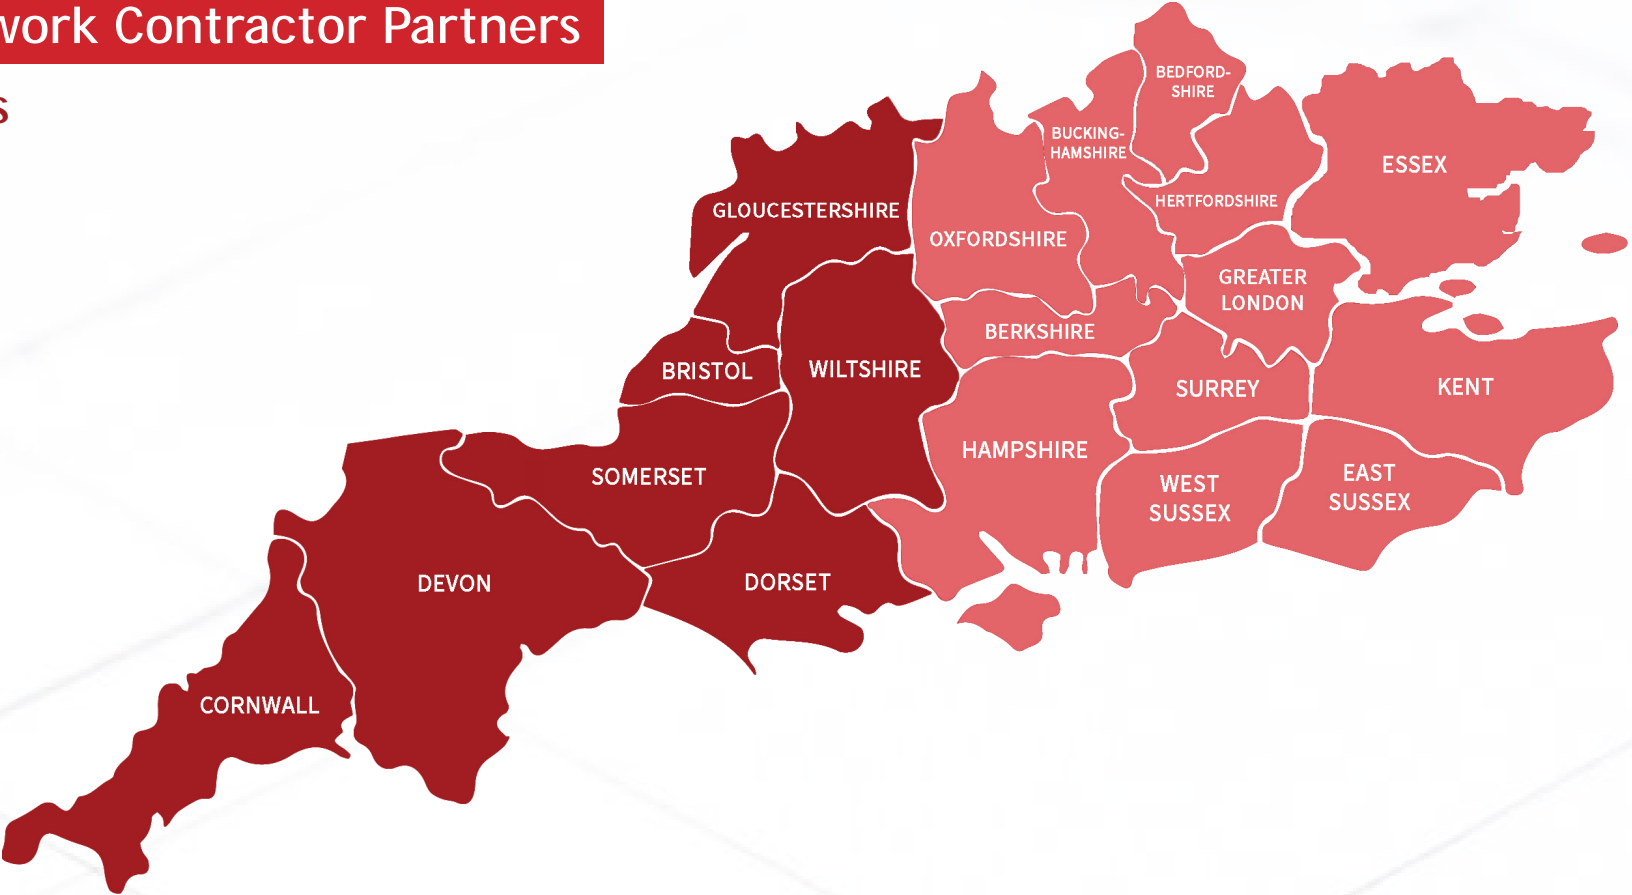 work Contractor Partners
s
BEDFORD-
SHIRE
BUCKING-
HAMSHIRE
ESSEX
HERTFORDSHIRE
GLOUCESTERSHIRE
OXFORDSHIRE
GREATER
LONDON
BERKSHIRE
BRISTOL
WILTSHIRE
SURREY
KENT
HAMPSHIRE
SOMERSET
WEST
SUSSEX
EAST
SUSSEX
DEVON
DORSET
CORNWALL